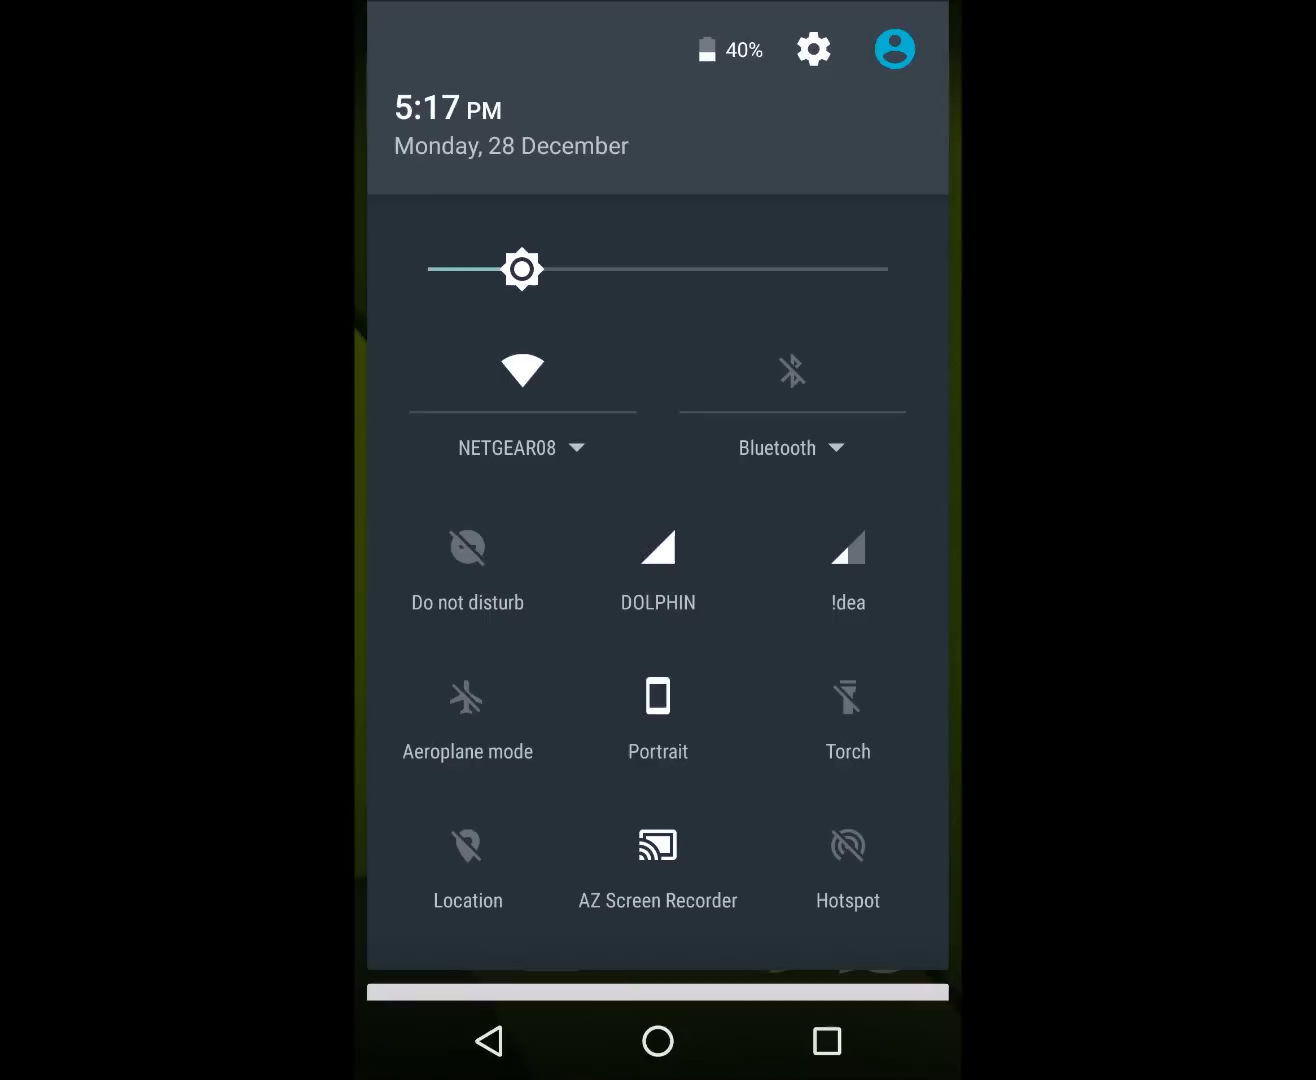 40%
5:17 PM
Monday, 28 December
NETGEAR08
Bluetooth
Do not disturb
DOLPHIN
!dea
Aeroplane mode
Portrait
Torch
Location
AZ Screen Recorder
Hotspot